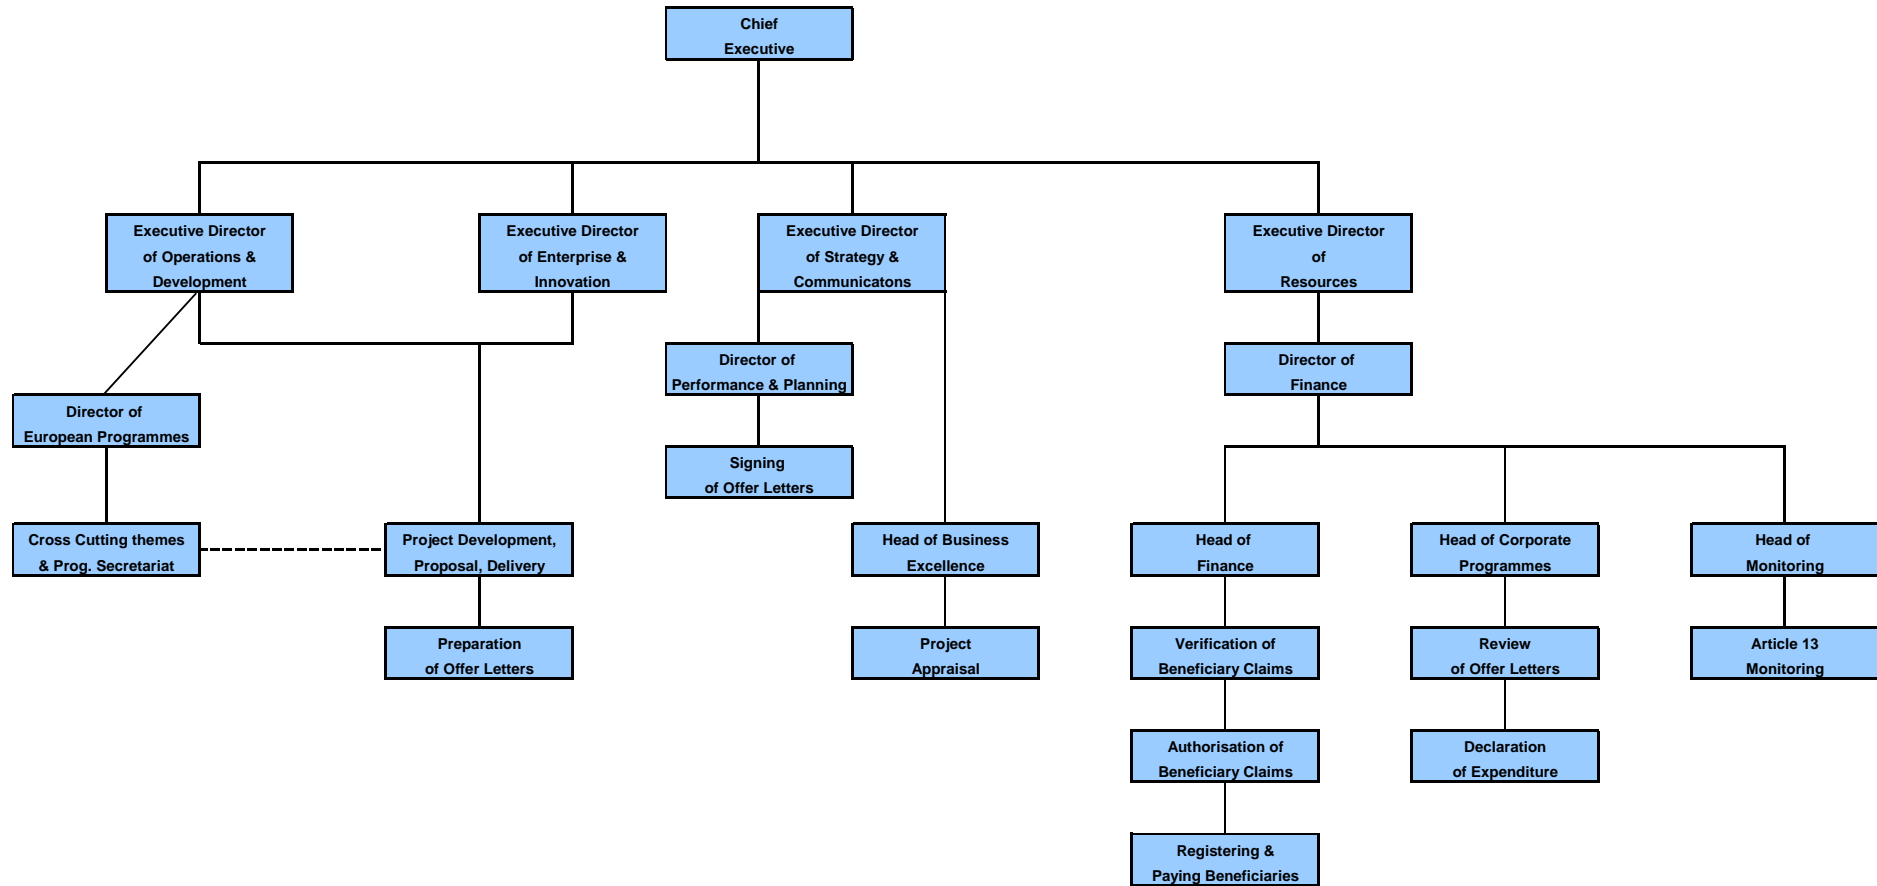 Chief
Executive
Executive Director
of Operations &
Development
Executive Director
of Enterprise &
Innovation
Executive Director
of Strategy &
Communicatons
Executive Director
of
Resources
Director of
Performance & Planning
Director of
Finance
Director of
European Programmes
Signing
of Offer Letters
Cross Cutting themes
& Prog. Secretariat
Project Development,
Proposal, Delivery
Head of Business
Excellence
Head of
Finance
Head of Corporate
Programmes
Head of
Monitoring
Preparation
of Offer Letters
Project
Appraisal
Verification of
Beneficiary Claims
Review
of Offer Letters
Article 13
Monitoring
Authorisation of
Beneficiary Claims
Declaration
of Expenditure
Registering &
Paying Beneficiaries